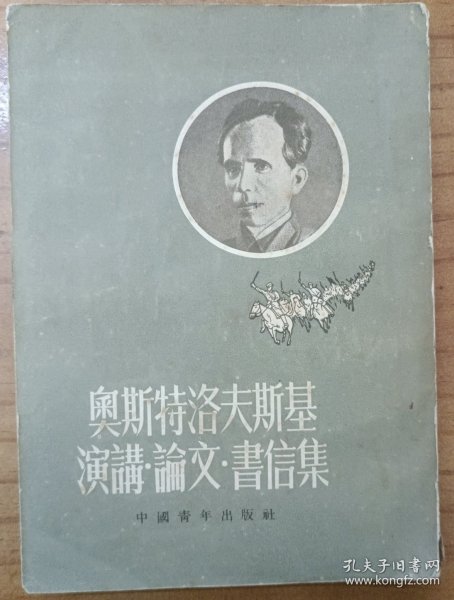 奧斯特洛夫斯基
演講·論文·書信集
中國靑年出版社
孔夫子旧书网
www.kongfz.com